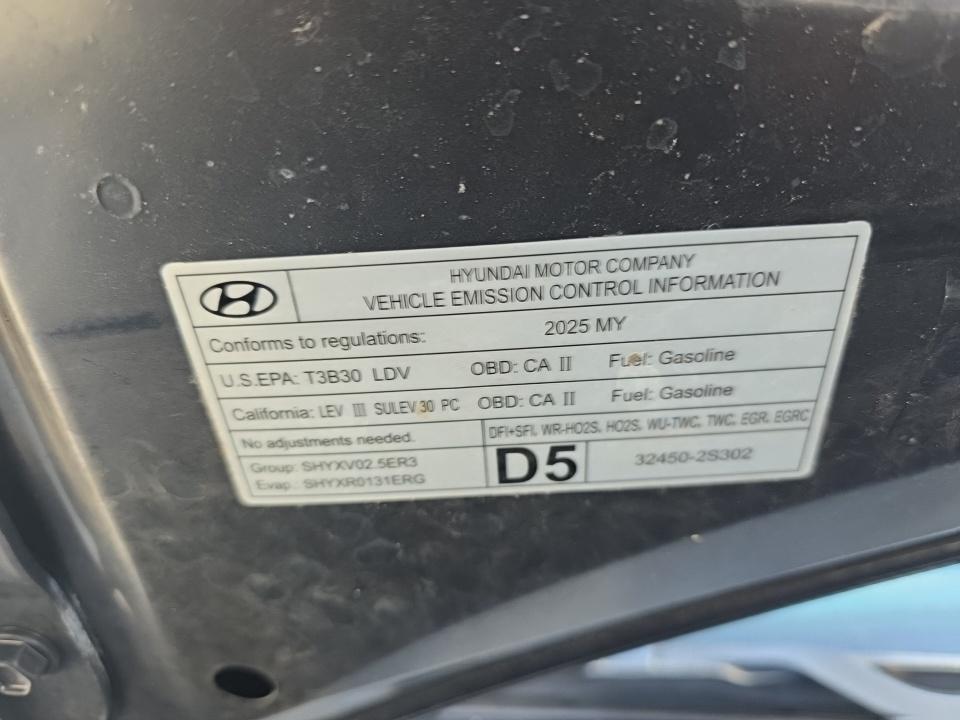 HYUNDAI MOTOR COMPANY
VEHICLE EMISSION CONTROL INFORMATION
Conforms to regulations: 2025 MY
U.S.EPA: T3B30 LDV OBD: CA II Fuel: Gasoline
California: LEV III SULEV30 PC OBD: CA II Fuel: Gasoline
No adjustments needed. DFI+SFI, WR-HO2S, HO2S, WU-TWC, TWC, EGR, EGRC
Group: SHYXV02.5ER3 D5 32450-2S302
Evap.: SHYXR0131ERG